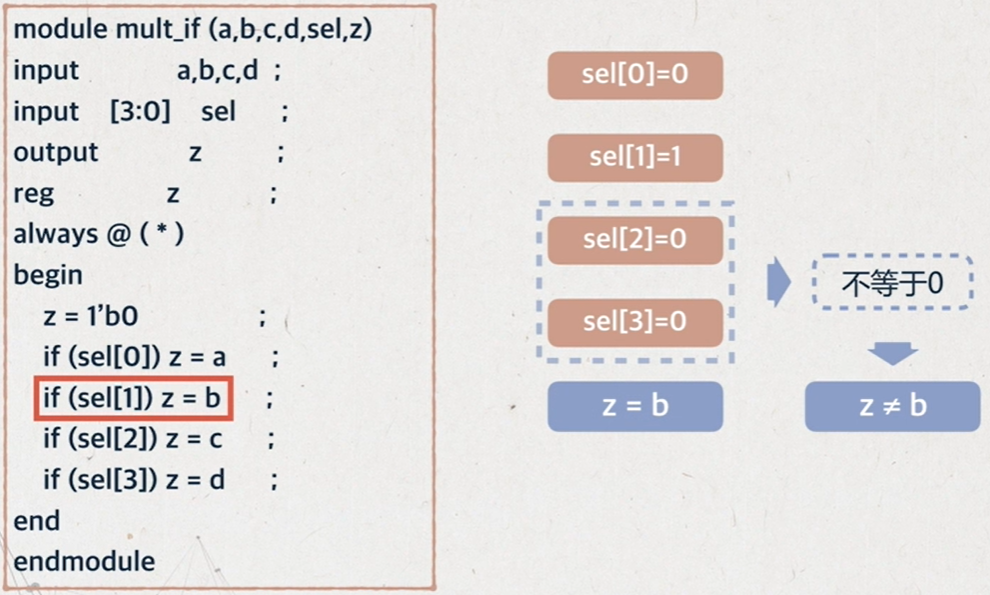 module mult_if (a,b,c,d,sel,z)
input a,b,c,d ;
input [3:0] sel ;
output z ;
reg z ;
always @ ( * )
begin
z = 1’b0 ;
if (sel[0]) z = a ;
if (sel[1]) z = b ;
if (sel[2]) z = c ;
if (sel[3]) z = d ;
end
endmodule
sel[0]=0
sel[1]=1
sel[2]=0
sel[3]=0
z = b
不等于0
z ≠ b